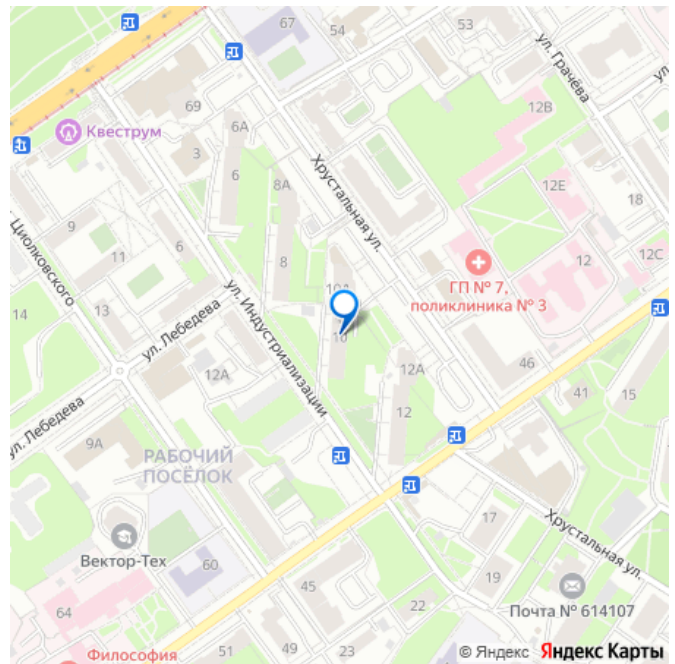 67
54
53
ул. Грачёва
ул.
69
Квеструм
6А
12В
3
6
8А
Хрустальная ул.
12Е
18
Циолковского
9
11
6
8
12
12С
ГП № 7,
поликлиника № 3
14
13
ул. Лебедева
ул. Индустриализации
10А
10
46
12А
12А
41
15
12
ул. Лебедева
9А
РАБОЧИЙ
ПОСЁЛОК
17
Хрустальная ул.
Вектор-Тех
60
45
19
Почта № 614107
64
22
51
49
23
Философия
© Яндекс Яндекс Карты